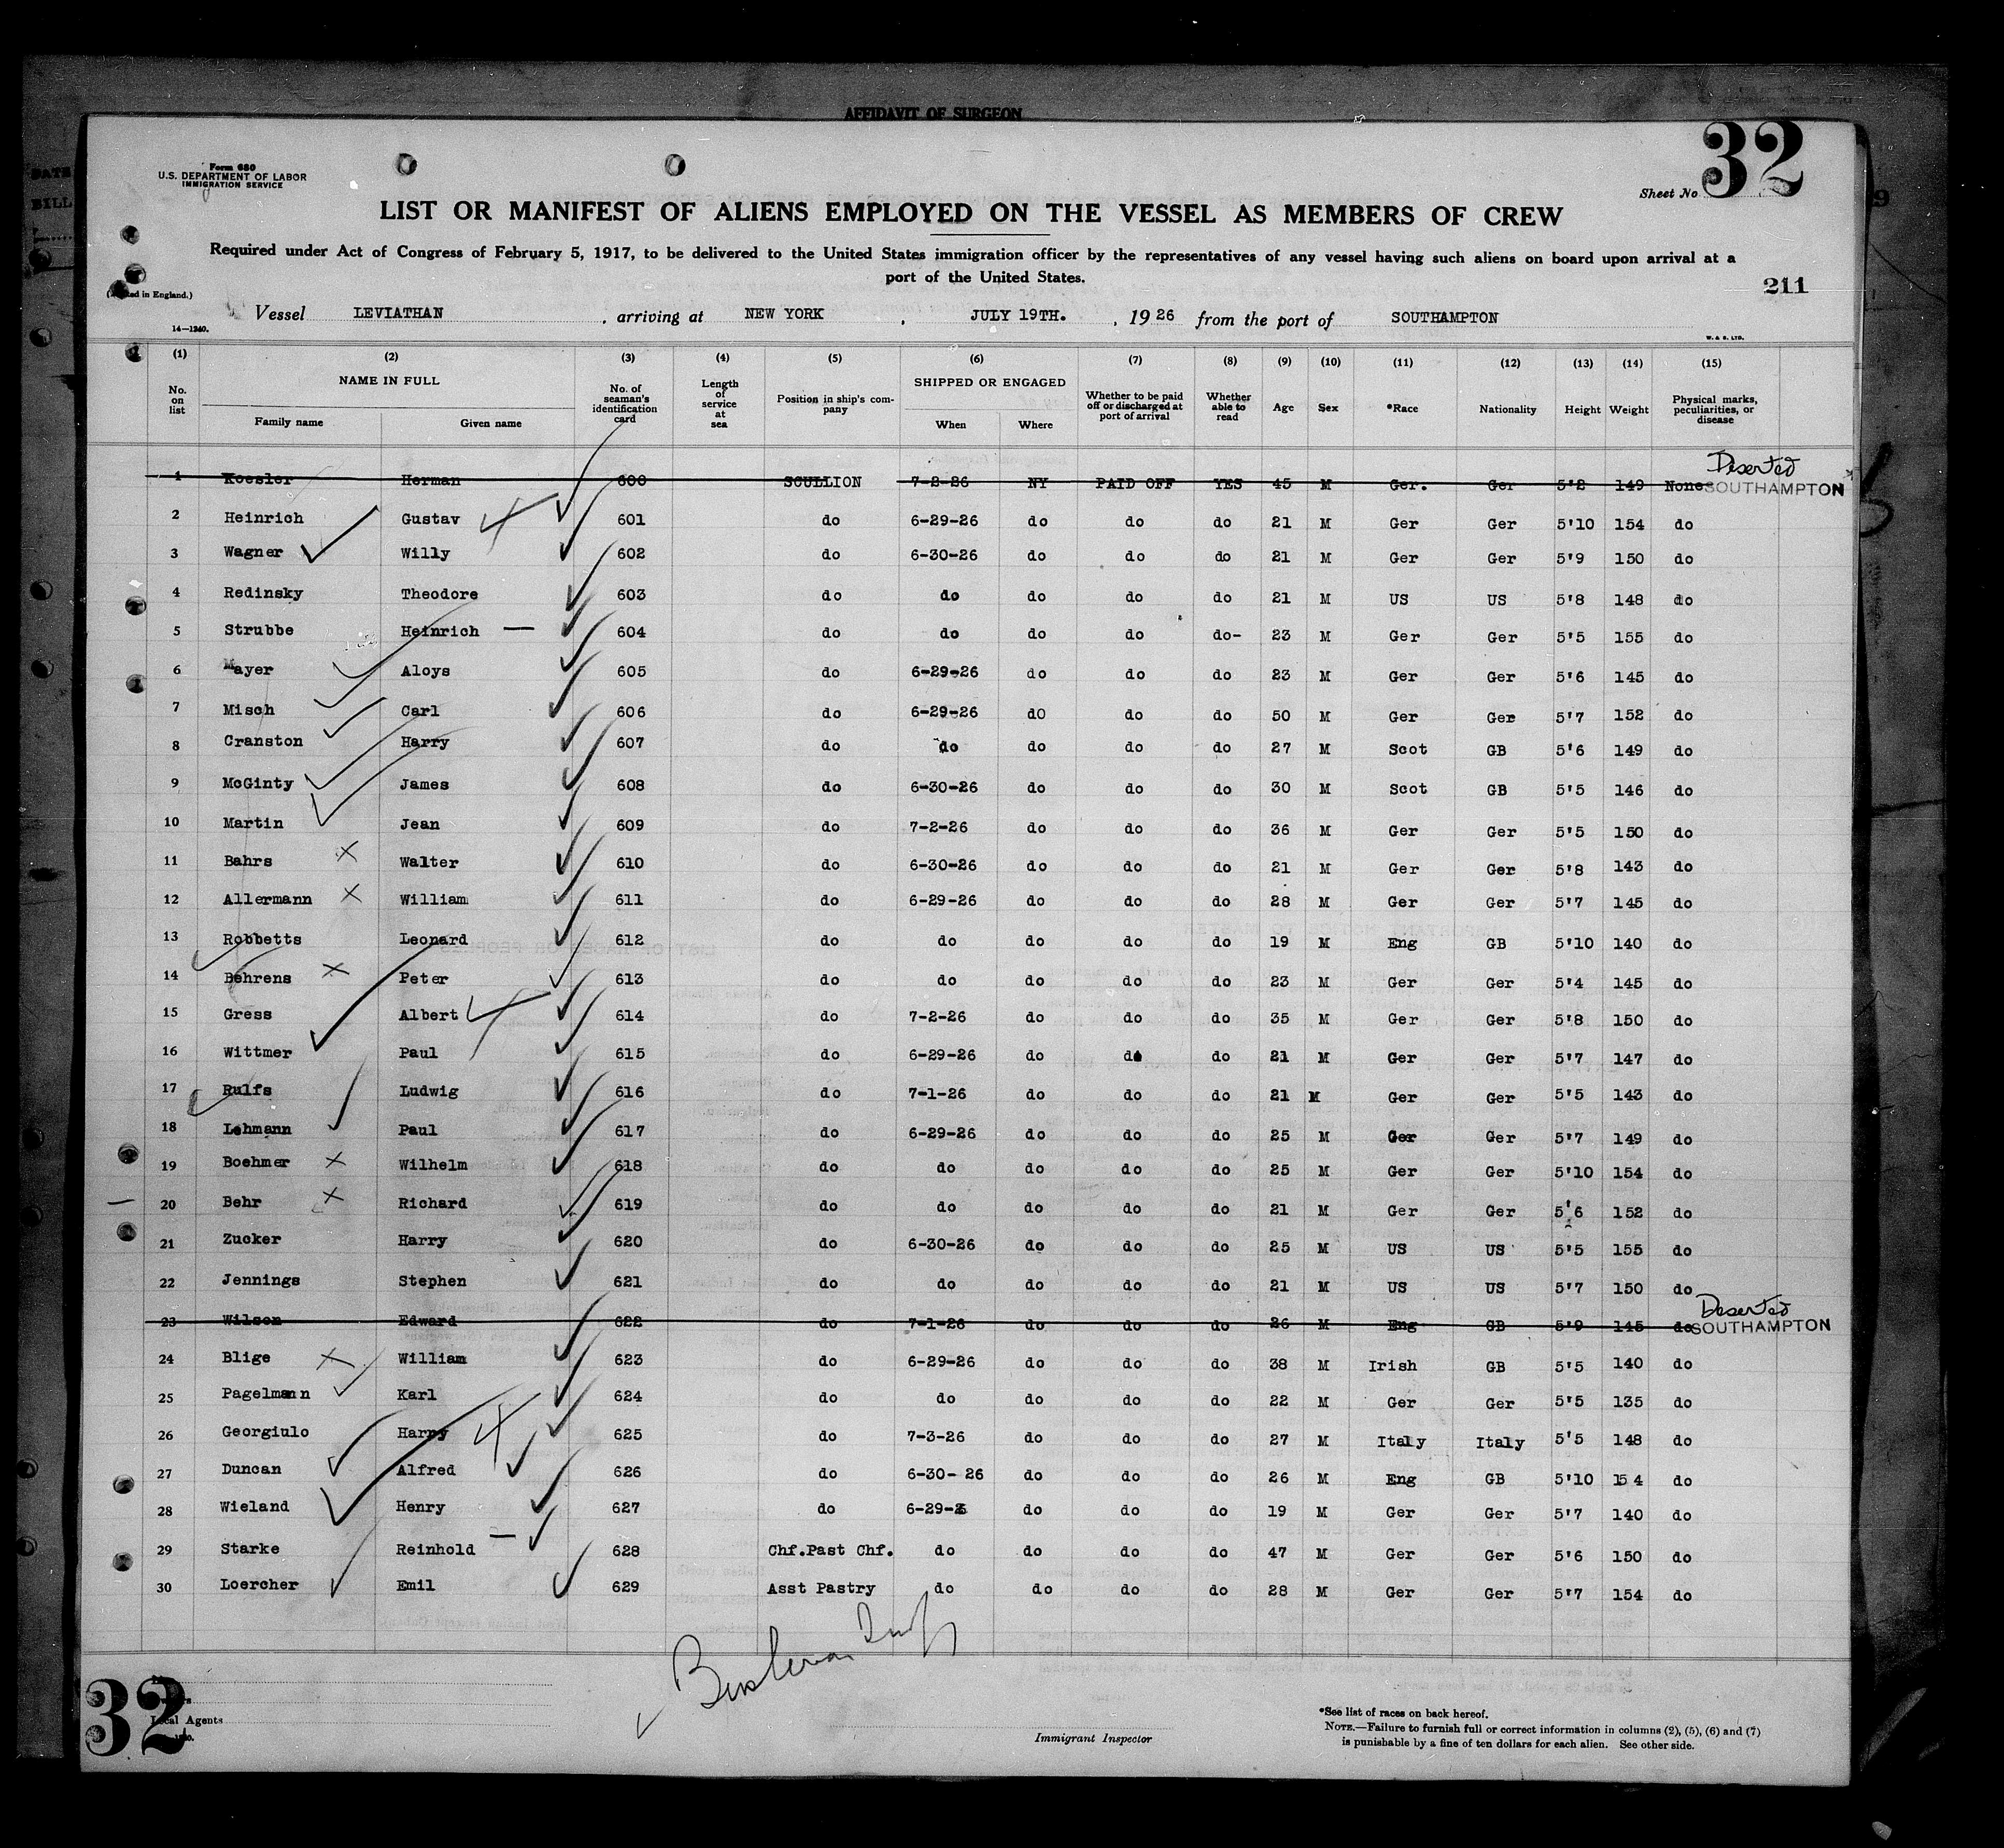 AFFIDAVIT OF SURGEON
32
Form 680
U.S. DEPARTMENT OF LABOR
IMMIGRATION SERVICE
Sheet No
LIST OR MANIFEST OF ALIENS EMPLOYED ON THE VESSEL AS MEMBERS OF CREW
Required under Act of Congress of February 5, 1917, to be delivered to the United States immigration officer by the representatives of any vessel having such aliens on board upon arrival at a
port of the United States.
211
in England.)
Vessel LEVIATHAN , arriving at NEW YORK , JULY 19TH. , 1926 from the port of SOUTHAMPTON
14—1240.
W. & S. LTD.
(1) (2) (3) (4) (5) (6) (7) (8) (9) (10) (11) (12) (13) (14) (15)
No. on list NAME IN FULL Family name Given name No. of seaman's identification card Length of service at sea Position in ship's company SHIPPED OR ENGAGED When Where Whether to be paid off or discharged at port of arrival Whether able to read Age Sex *Race Nationality Height Weight Physical marks, peculiarities, or disease
Deserted
1 Koesler Herman 600 SCULLION 7-2-26 NY PAID OFF YES 45 M Ger. Ger 5'2 149 None SOUTHAMPTON
2 Heinrich Gustav 601 do 6-29-26 do do do 21 M Ger Ger 5'10 154 do
3 Wagner Willy 602 do 6-30-26 do do do 21 M Ger Ger 5'9 150 do
4 Redinsky Theodore 603 do do do do do 21 M US US 5'8 148 do
5 Strubbe Heinrich 604 do do do do do- 23 M Ger Ger 5'5 155 do
6 Mayer Aloys 605 do 6-29-26 do do do 23 M Ger Ger 5'6 145 do
7 Misch Carl 606 do 6-29-26 dO do do 50 M Ger Ger 5'7 152 do
8 Cranston Harry 607 do do do do do 27 M Scot GB 5'6 149 do
9 McGinty James 608 do 6-30-26 do do do 30 M Scot GB 5'5 146 do
10 Martin Jean 609 do 7-2-26 do do do 36 M Ger Ger 5'5 150 do
11 Bahrs Walter 610 do 6-30-26 do do do 21 M Ger Ger 5'8 143 do
12 Allermann William 611 do 6-29-26 do do do 28 M Ger Ger 5'7 145 do
13 Robbetts Leonard 612 do do do do do 19 M Eng GB 5'10 140 do
14 Behrens Peter 613 do do do do do 23 M Ger Ger 5'4 145 do
15 Gress Albert 614 do 7-2-26 do do do 35 M Ger Ger 5'8 150 do
16 Wittmer Paul 615 do 6-29-26 do do do 21 M Ger Ger 5'7 147 do
17 Rulfs Ludwig 616 do 7-1-26 do do do 21 M Ger Ger 5'5 143 do
18 Lehmann Paul 617 do 6-29-26 do do do 25 M Ger Ger 5'7 149 do
19 Boehmer Wilhelm 618 do do do do do 25 M Ger Ger 5'10 154 do
20 Behr Richard 619 do do do do do 21 M Ger Ger 5'6 152 do
21 Zucker Harry 620 do 6-30-26 do do do 25 M US US 5'5 155 do
22 Jennings Stephen 621 do do do do do 21 M US US 5'7 150 do
Deserted
23 Wilson Edward 622 do 7-1-26 do do do 26 M Eng GB 5'9 145 do SOUTHAMPTON
24 Blige William 623 do 6-29-26 do do do 38 M Irish GB 5'5 140 do
25 Pagelmann Karl 624 do do do do do 22 M Ger Ger 5'5 135 do
26 Georgiulo Harry 625 do 7-3-26 do do do 27 M Italy Italy 5'5 148 do
27 Duncan Alfred 626 do 6-30- 26 do do do 26 M Eng GB 5'10 15 4 do
28 Wieland Henry 627 do 6-29-2 do do do 19 M Ger Ger 5'7 140 do
29 Starke Reinhold 628 Chf.Past Chf. do do do do 47 M Ger Ger 5'6 150 do
30 Loercher Emil 629 Asst Pastry do do do do 28 M Ger Ger 5'7 154 do
32
Local Agents
Immigrant Inspector
*See list of races on back hereof.
NOTE.—Failure to furnish full or correct information in columns (2), (5), (6) and (7)
is punishable by a fine of ten dollars for each alien. See other side.